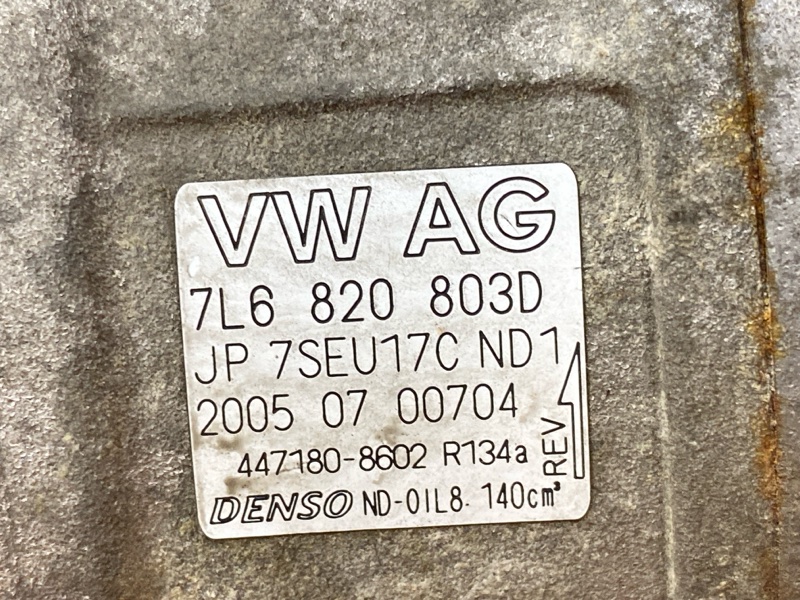 VW AG
7L6 820 803D
JP 7SEU17C ND1
2005 07 00704
447180-8602 R134a
REV
DENSO ND-OIL8. 140cm³